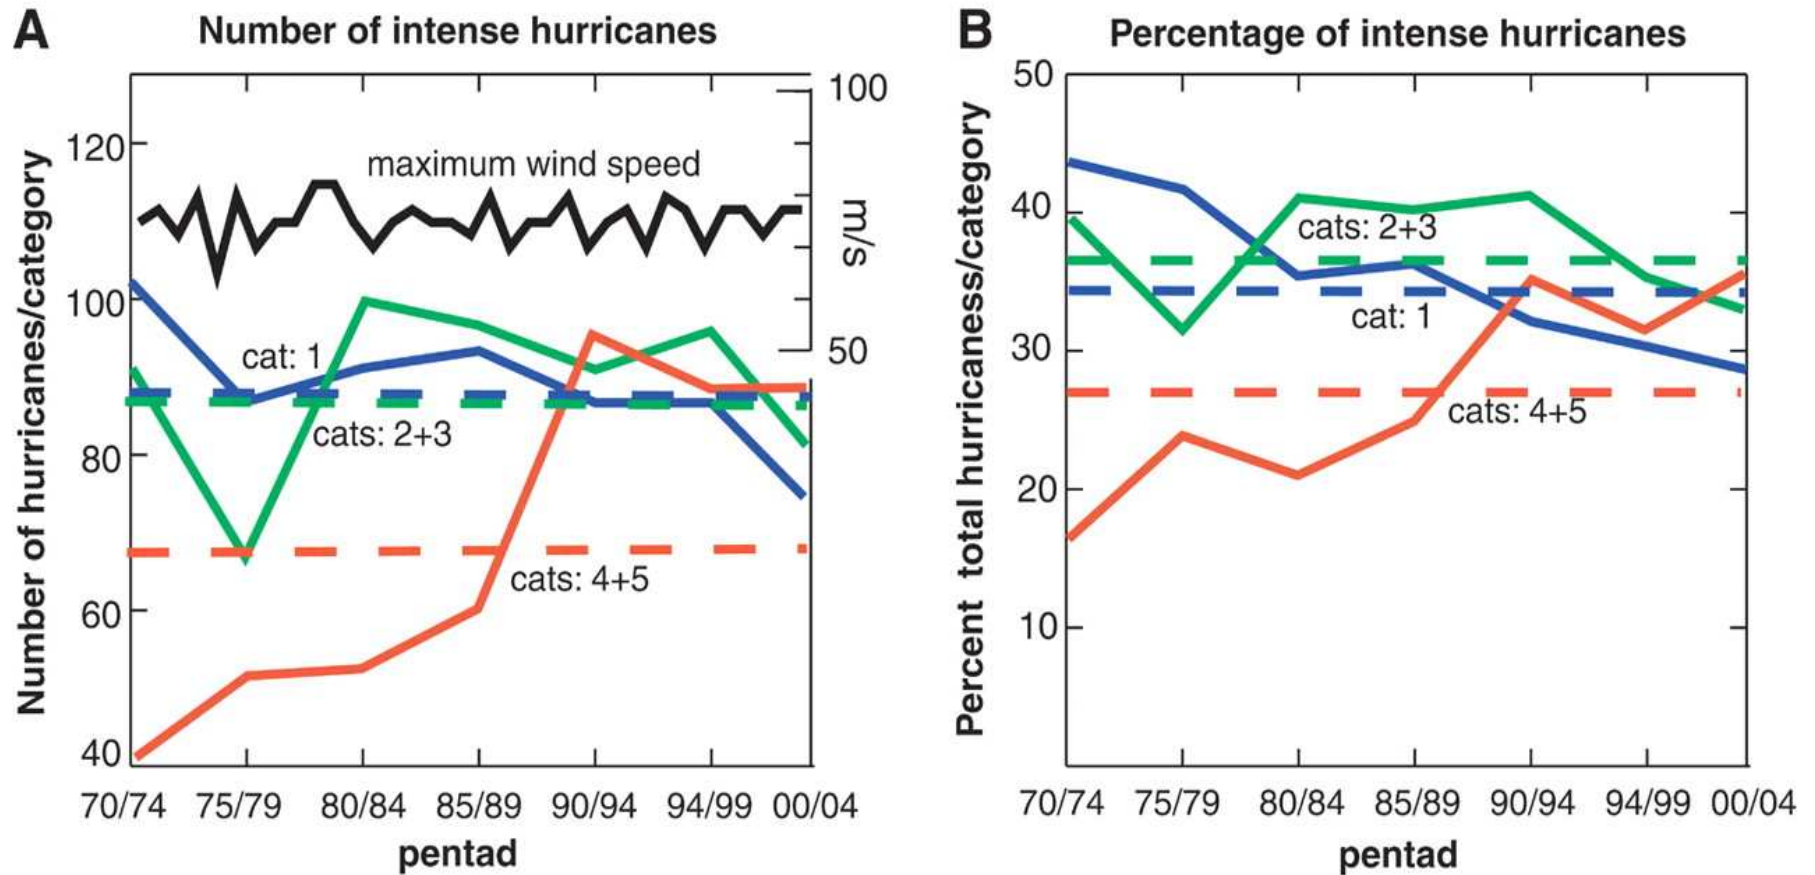 A
Number of intense hurricanes
Number of hurricanes/category
120
100
80
60
40
100
50
m/s
maximum wind speed
cat: 1
cats: 2+3
cats: 4+5
70/74 75/79 80/84 85/89 90/94 94/99 00/04
pentad
B
Percentage of intense hurricanes
Percent total hurricaness/category
50
40
30
20
10
cats: 2+3
cat: 1
cats: 4+5
70/74 75/79 80/84 85/89 90/94 94/99 00/04
pentad